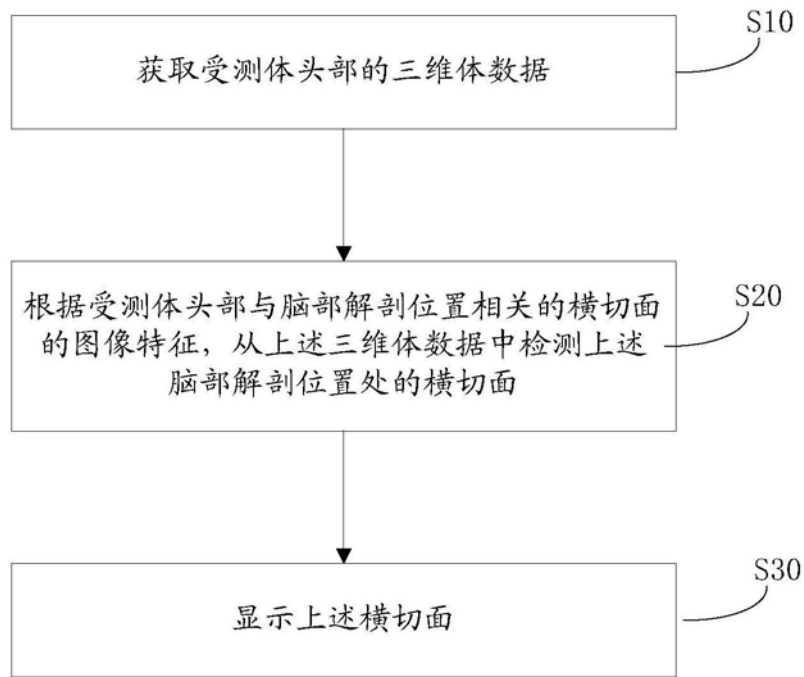 S10
获取受测体头部的三维体数据
S20
根据受测体头部与脑部解剖位置相关的横切面
的图像特征，从上述三维体数据中检测上述
脑部解剖位置处的横切面
S30
显示上述横切面